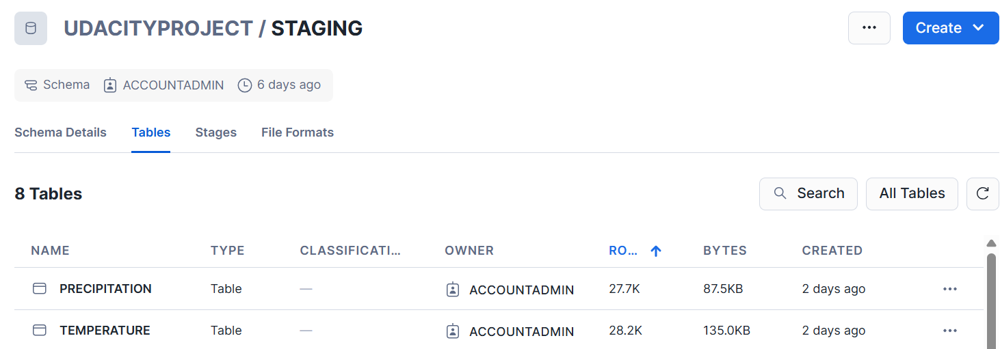 UDACITYPROJECT / STAGING
... Create
Schema ACCOUNTADMIN 6 days ago
Schema Details Tables Stages File Formats
8 Tables Search All Tables
NAME TYPE CLASSIFICATI... OWNER RO... BYTES CREATED
PRECIPITATION Table — ACCOUNTADMIN 27.7K 87.5KB 2 days ago ...
TEMPERATURE Table — ACCOUNTADMIN 28.2K 135.0KB 2 days ago ...